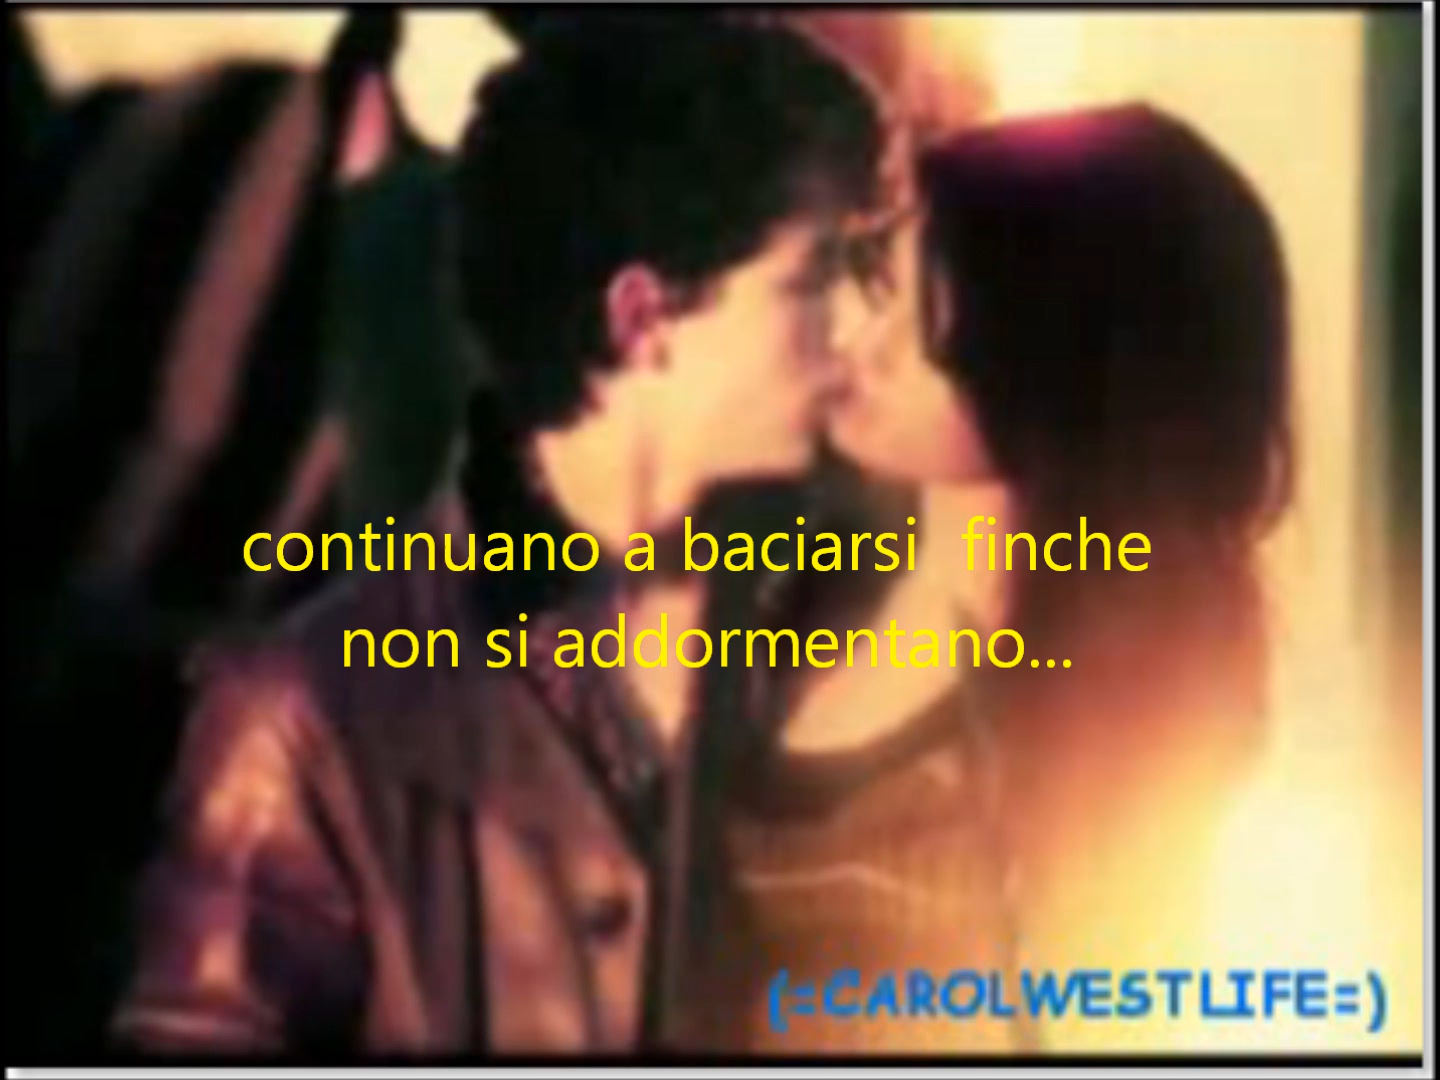 continuano a baciarsi  finche
non si addormentano...
(=CAROLWESTLIFE=)